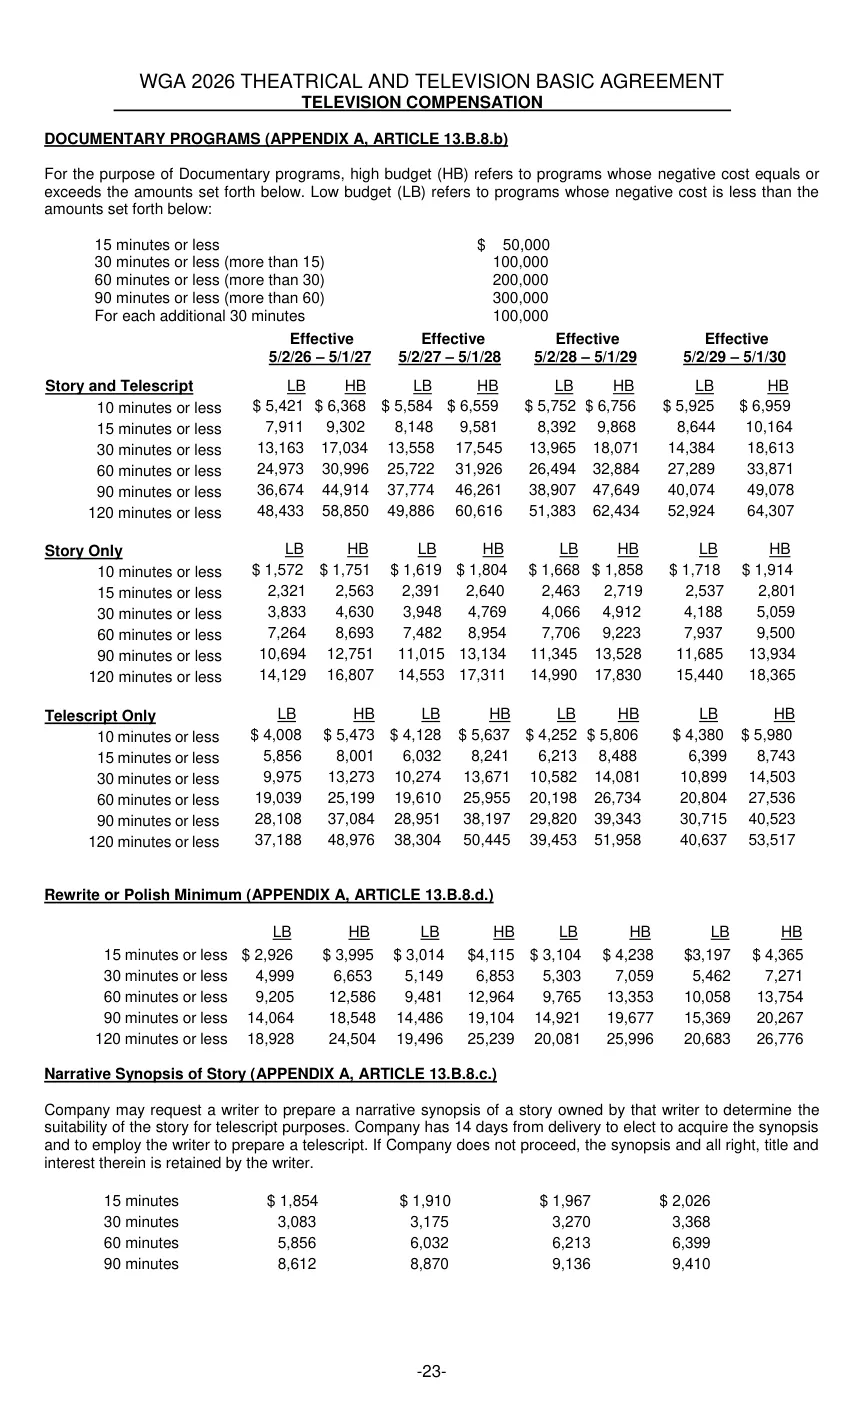 WGA 2026 THEATRICAL AND TELEVISION BASIC AGREEMENT
TELEVISION COMPENSATION
DOCUMENTARY PROGRAMS (APPENDIX A, ARTICLE 13.B.8.b)
For the purpose of Documentary programs, high budget (HB) refers to programs whose negative cost equals or
exceeds the amounts set forth below. Low budget (LB) refers to programs whose negative cost is less than the
amounts set forth below:
15 minutes or less $ 50,000
30 minutes or less (more than 15) 100,000
60 minutes or less (more than 30) 200,000
90 minutes or less (more than 60) 300,000
For each additional 30 minutes 100,000
Effective Effective Effective Effective
5/2/26 – 5/1/27 5/2/27 – 5/1/28 5/2/28 – 5/1/29 5/2/29 – 5/1/30
Story and Telescript LB HB LB HB LB HB LB HB
10 minutes or less $ 5,421 $ 6,368 $ 5,584 $ 6,559 $ 5,752 $ 6,756 $ 5,925 $ 6,959
15 minutes or less 7,911 9,302 8,148 9,581 8,392 9,868 8,644 10,164
30 minutes or less 13,163 17,034 13,558 17,545 13,965 18,071 14,384 18,613
60 minutes or less 24,973 30,996 25,722 31,926 26,494 32,884 27,289 33,871
90 minutes or less 36,674 44,914 37,774 46,261 38,907 47,649 40,074 49,078
120 minutes or less 48,433 58,850 49,886 60,616 51,383 62,434 52,924 64,307
Story Only LB HB LB HB LB HB LB HB
10 minutes or less $ 1,572 $ 1,751 $ 1,619 $ 1,804 $ 1,668 $ 1,858 $ 1,718 $ 1,914
15 minutes or less 2,321 2,563 2,391 2,640 2,463 2,719 2,537 2,801
30 minutes or less 3,833 4,630 3,948 4,769 4,066 4,912 4,188 5,059
60 minutes or less 7,264 8,693 7,482 8,954 7,706 9,223 7,937 9,500
90 minutes or less 10,694 12,751 11,015 13,134 11,345 13,528 11,685 13,934
120 minutes or less 14,129 16,807 14,553 17,311 14,990 17,830 15,440 18,365
Telescript Only LB HB LB HB LB HB LB HB
10 minutes or less $ 4,008 $ 5,473 $ 4,128 $ 5,637 $ 4,252 $ 5,806 $ 4,380 $ 5,980
15 minutes or less 5,856 8,001 6,032 8,241 6,213 8,488 6,399 8,743
30 minutes or less 9,975 13,273 10,274 13,671 10,582 14,081 10,899 14,503
60 minutes or less 19,039 25,199 19,610 25,955 20,198 26,734 20,804 27,536
90 minutes or less 28,108 37,084 28,951 38,197 29,820 39,343 30,715 40,523
120 minutes or less 37,188 48,976 38,304 50,445 39,453 51,958 40,637 53,517
Rewrite or Polish Minimum (APPENDIX A, ARTICLE 13.B.8.d.)
LB HB LB HB LB HB LB HB
15 minutes or less $ 2,926 $ 3,995 $ 3,014 $4,115 $ 3,104 $ 4,238 $3,197 $ 4,365
30 minutes or less 4,999 6,653 5,149 6,853 5,303 7,059 5,462 7,271
60 minutes or less 9,205 12,586 9,481 12,964 9,765 13,353 10,058 13,754
90 minutes or less 14,064 18,548 14,486 19,104 14,921 19,677 15,369 20,267
120 minutes or less 18,928 24,504 19,496 25,239 20,081 25,996 20,683 26,776
Narrative Synopsis of Story (APPENDIX A, ARTICLE 13.B.8.c.)
Company may request a writer to prepare a narrative synopsis of a story owned by that writer to determine the
suitability of the story for telescript purposes. Company has 14 days from delivery to elect to acquire the synopsis
and to employ the writer to prepare a telescript. If Company does not proceed, the synopsis and all right, title and
interest therein is retained by the writer.
15 minutes $ 1,854 $ 1,910 $ 1,967 $ 2,026
30 minutes 3,083 3,175 3,270 3,368
60 minutes 5,856 6,032 6,213 6,399
90 minutes 8,612 8,870 9,136 9,410
-23-